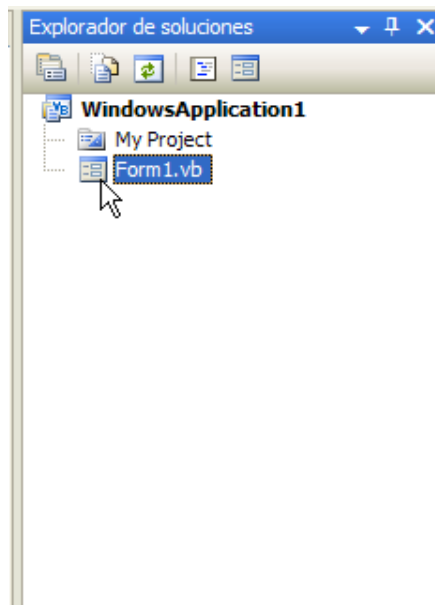 Explorador de soluciones
WindowsApplication1
My Project
Form1.vb